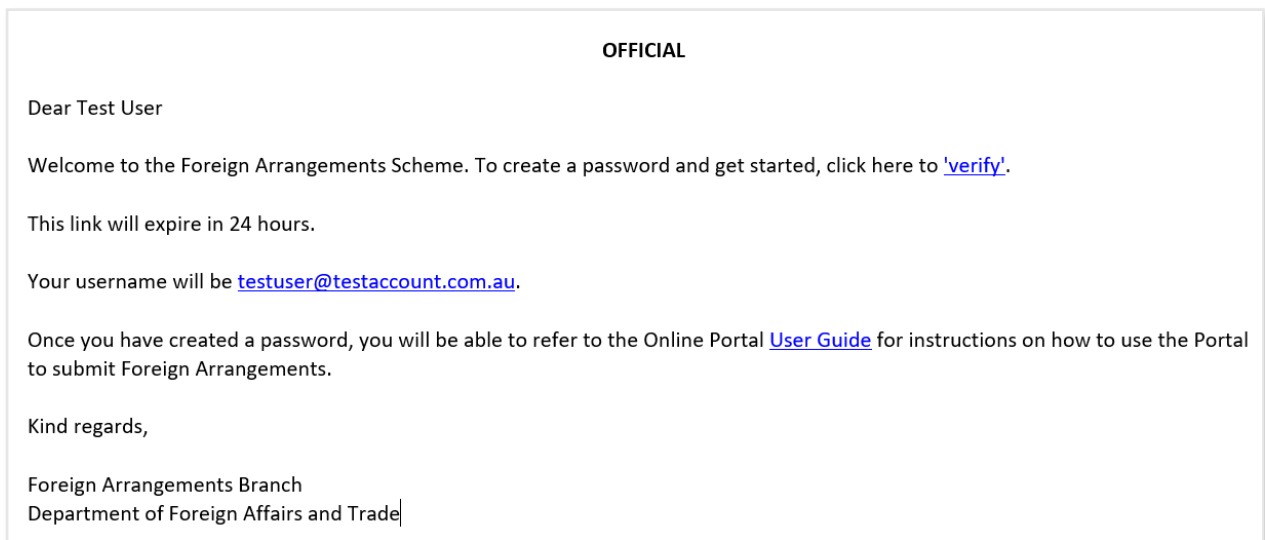 OFFICIAL
Dear Test User
Welcome to the Foreign Arrangements Scheme. To create a password and get started, click here to 'verify'.
This link will expire in 24 hours.
Your username will be testuser@testaccount.com.au.
Once you have created a password, you will be able to refer to the Online Portal User Guide for instructions on how to use the Portal
to submit Foreign Arrangements.
Kind regards,
Foreign Arrangements Branch
Department of Foreign Affairs and Trade